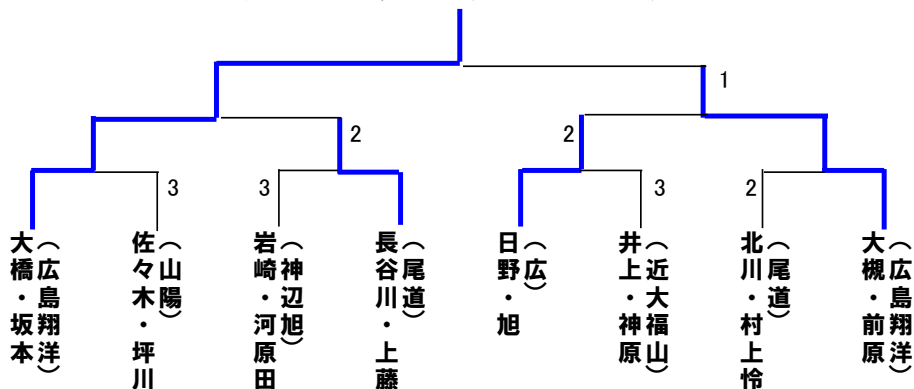 1
2
2
3
3
3
2
大橋・坂本
（広島翔洋）
佐々木・坪川
（山陽）
岩崎・河原田
（神辺旭）
長谷川・上藤
（尾道）
日野・旭
（広）
井上・神原
（近大福山）
北川・村上怜
（尾道）
大槻・前原
（広島翔洋）